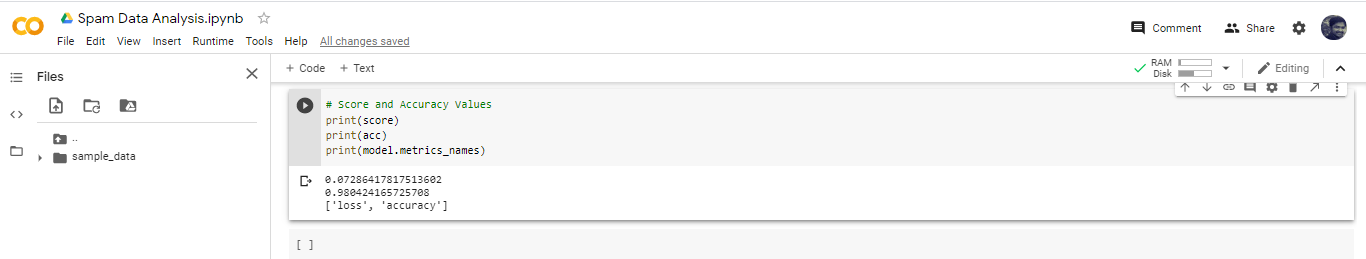 Spam Data Analysis.ipynb
File Edit View Insert Runtime Tools Help All changes saved
Comment Share
Files
+ Code + Text
RAM
Disk
Editing
..
sample_data
# Score and Accuracy Values
print(score)
print(acc)
print(model.metrics_names)
0.07286417817513602
0.980424165725708
['loss', 'accuracy']
[ ]